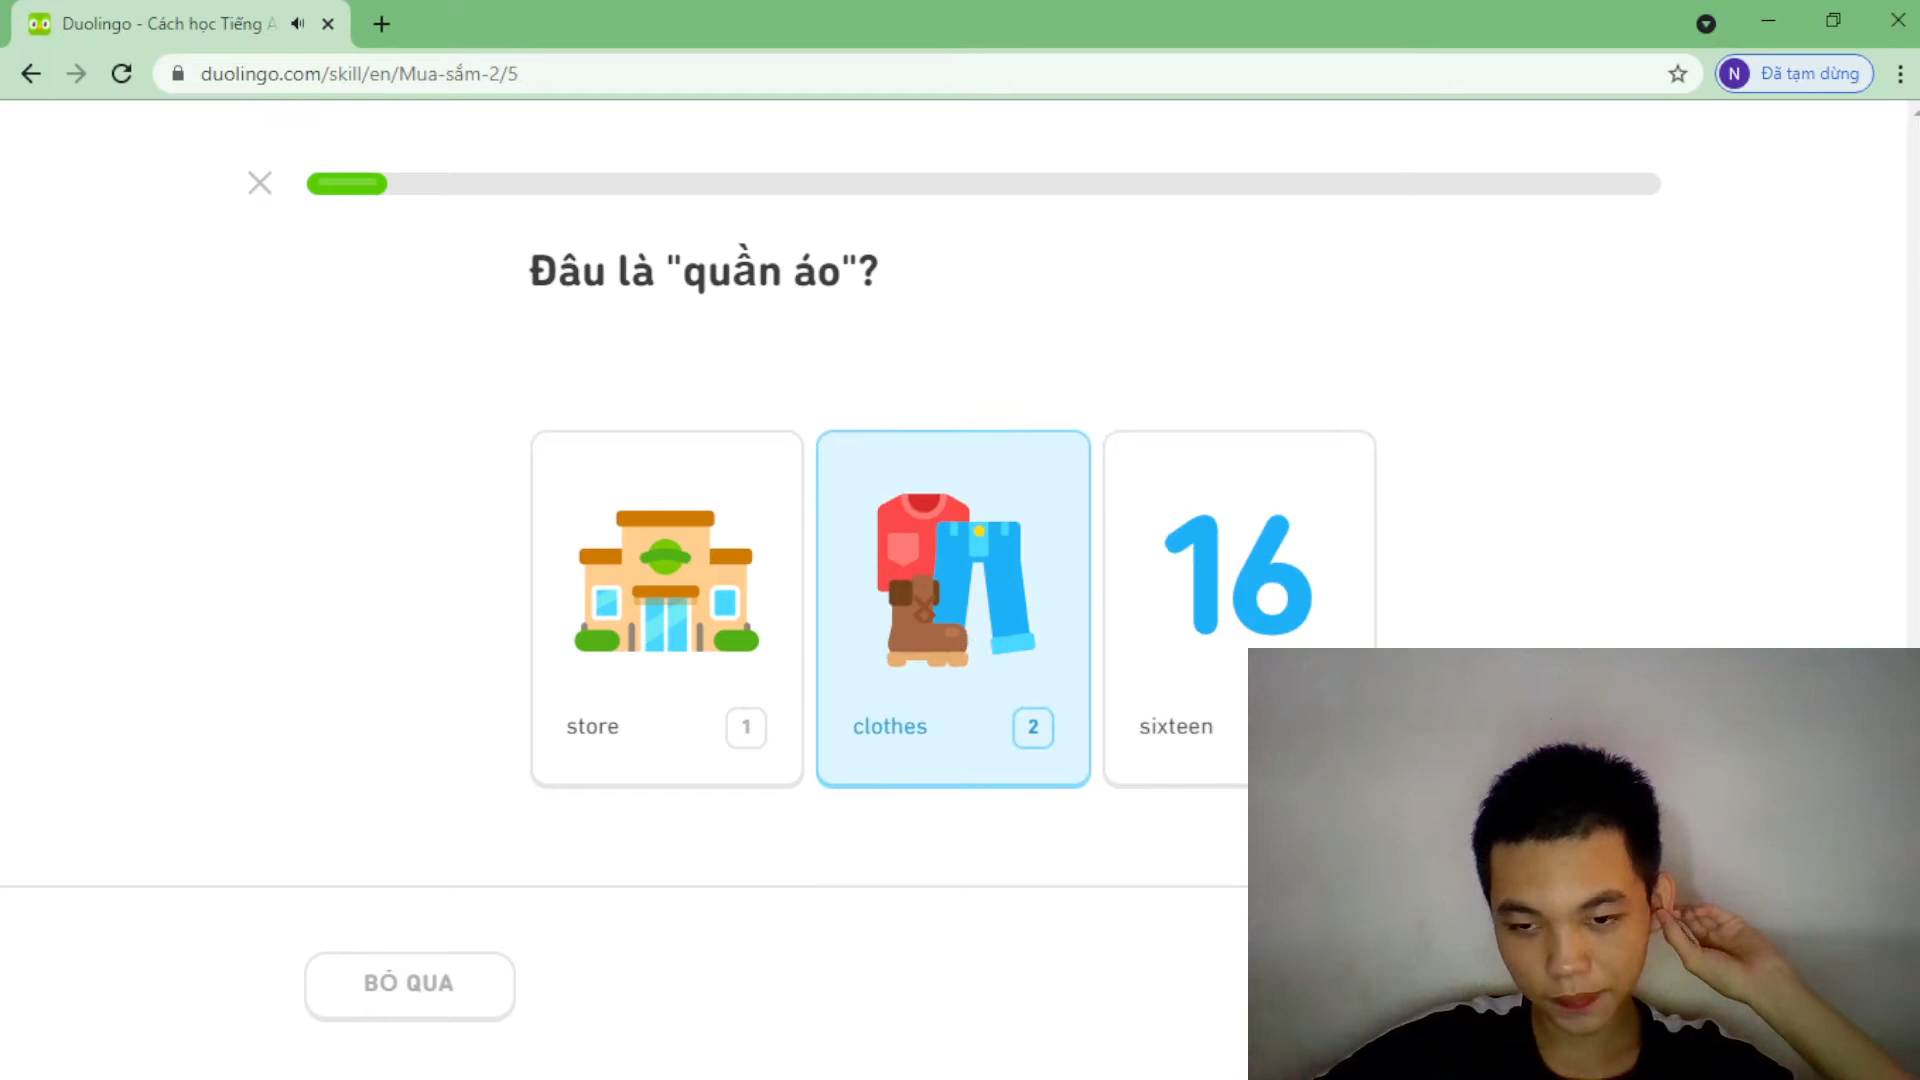 Duolingo - Cách học Tiếng A
duolingo.com/skill/en/Mua-sắm-2/5
N Đã tạm dừng
Đâu là "quần áo"?
16
store 1
clothes 2
sixteen
BỎ QUA